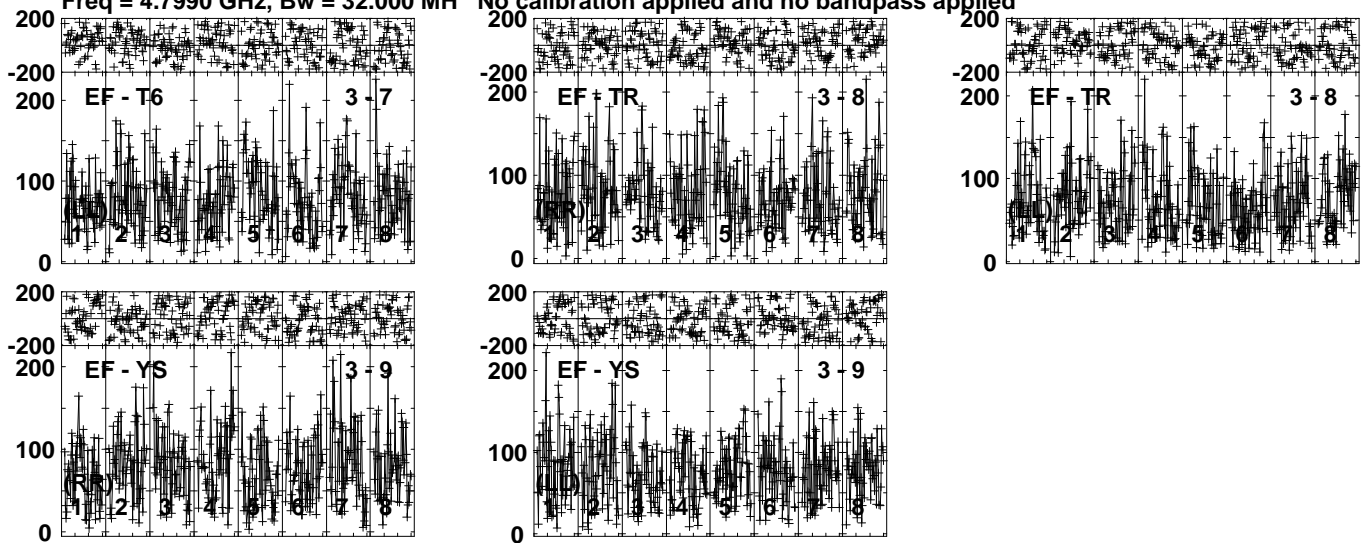 Freq = 4.7990 GHz, Bw = 32.000 MH No calibration applied and no bandpass applied
200
-200
EF - T6 3 - 7
200
100
0
(LL)
1 2 3 4 5 6 7 8
200
-200
EF - TR 3 - 8
200
100
0
(RR)
1 2 3 4 5 6 7 8
200
-200
EF - TR 3 - 8
200
100
0
(LL)
1 2 3 4 5 6 7 8
200
-200
EF - YS 3 - 9
200
100
0
(RR)
1 2 3 4 5 6 7 8
200
-200
EF - YS 3 - 9
200
100
0
(LL)
1 2 3 4 5 6 7 8